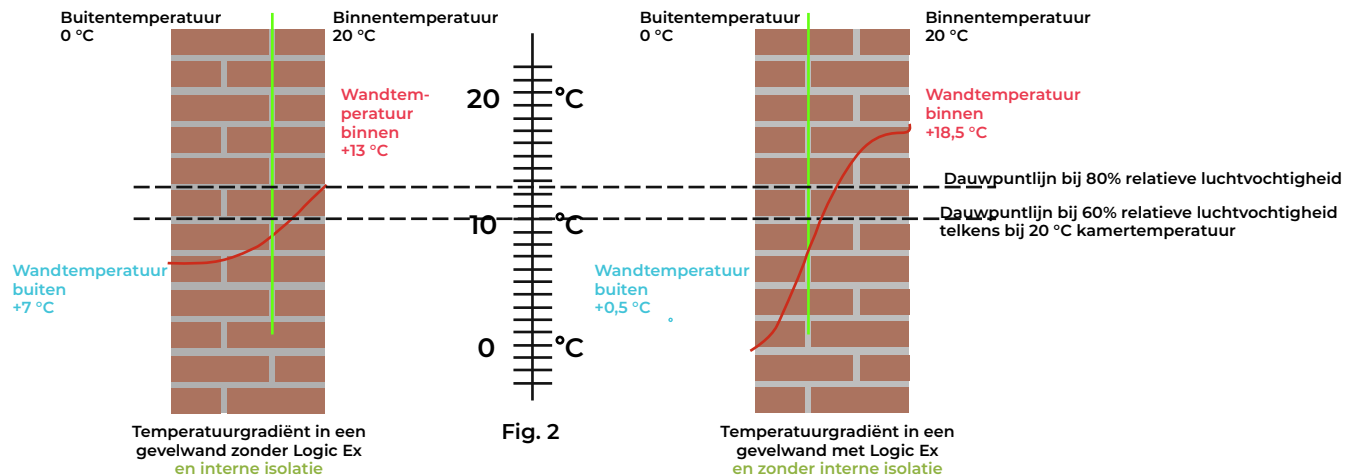 Buitentemperatuur
0 °C
Binnentemperatuur
20 °C
Wandtem-
peratuur
binnen
+13 °C
Wandtemperatuur
buiten
+7 °C
Temperatuurgradiënt in een
gevelwand zonder Logic Ex
en interne isolatie
20 °C
10 °C
0 °C
Fig. 2
Buitentemperatuur
0 °C
Binnentemperatuur
20 °C
Wandtemperatuur
binnen
+18,5 °C
Dauwpuntlijn bij 80% relatieve luchtvochtigheid
Dauwpuntlijn bij 60% relatieve luchtvochtigheid
telkens bij 20 °C kamertemperatuur
Wandtemperatuur
buiten
+0,5 °C
°
Temperatuurgradiënt in een
gevelwand met Logic Ex
en zonder interne isolatie